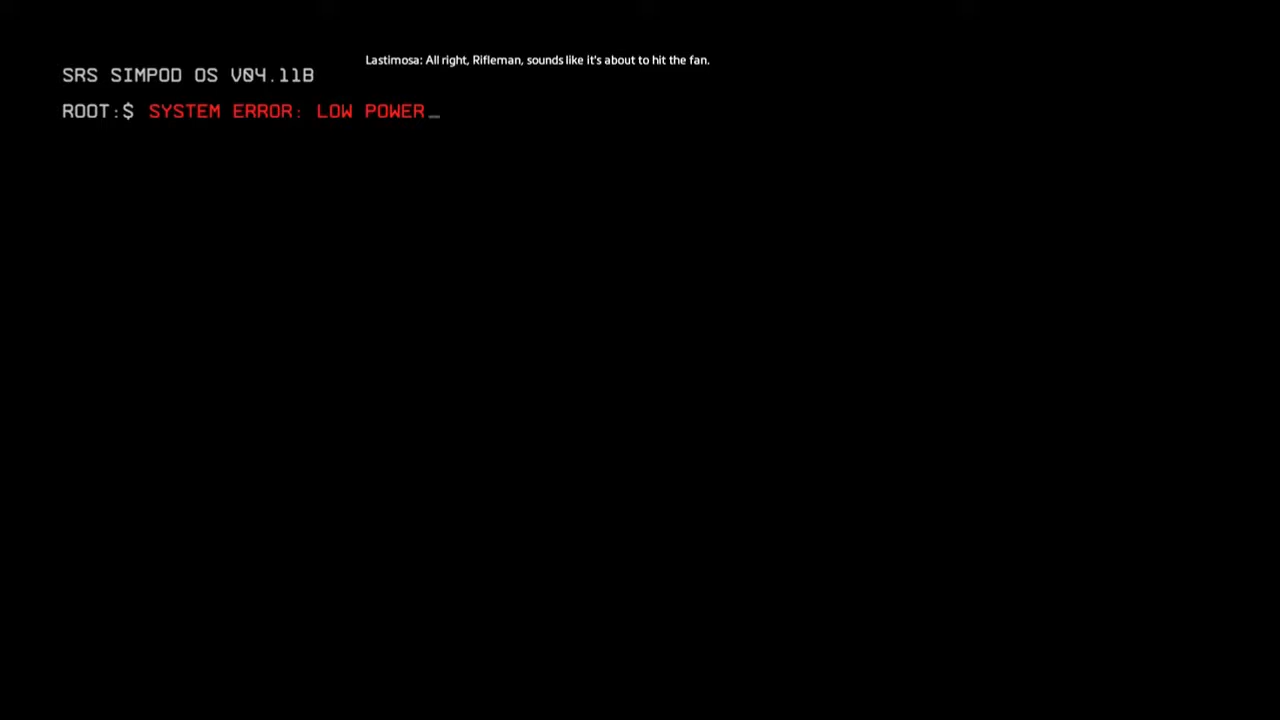 Lastimosa: All right, Rifleman, sounds like it's about to hit the fan.
SRS SIMPOD OS V04.11B
ROOT:$ SYSTEM ERROR: LOW POWER_